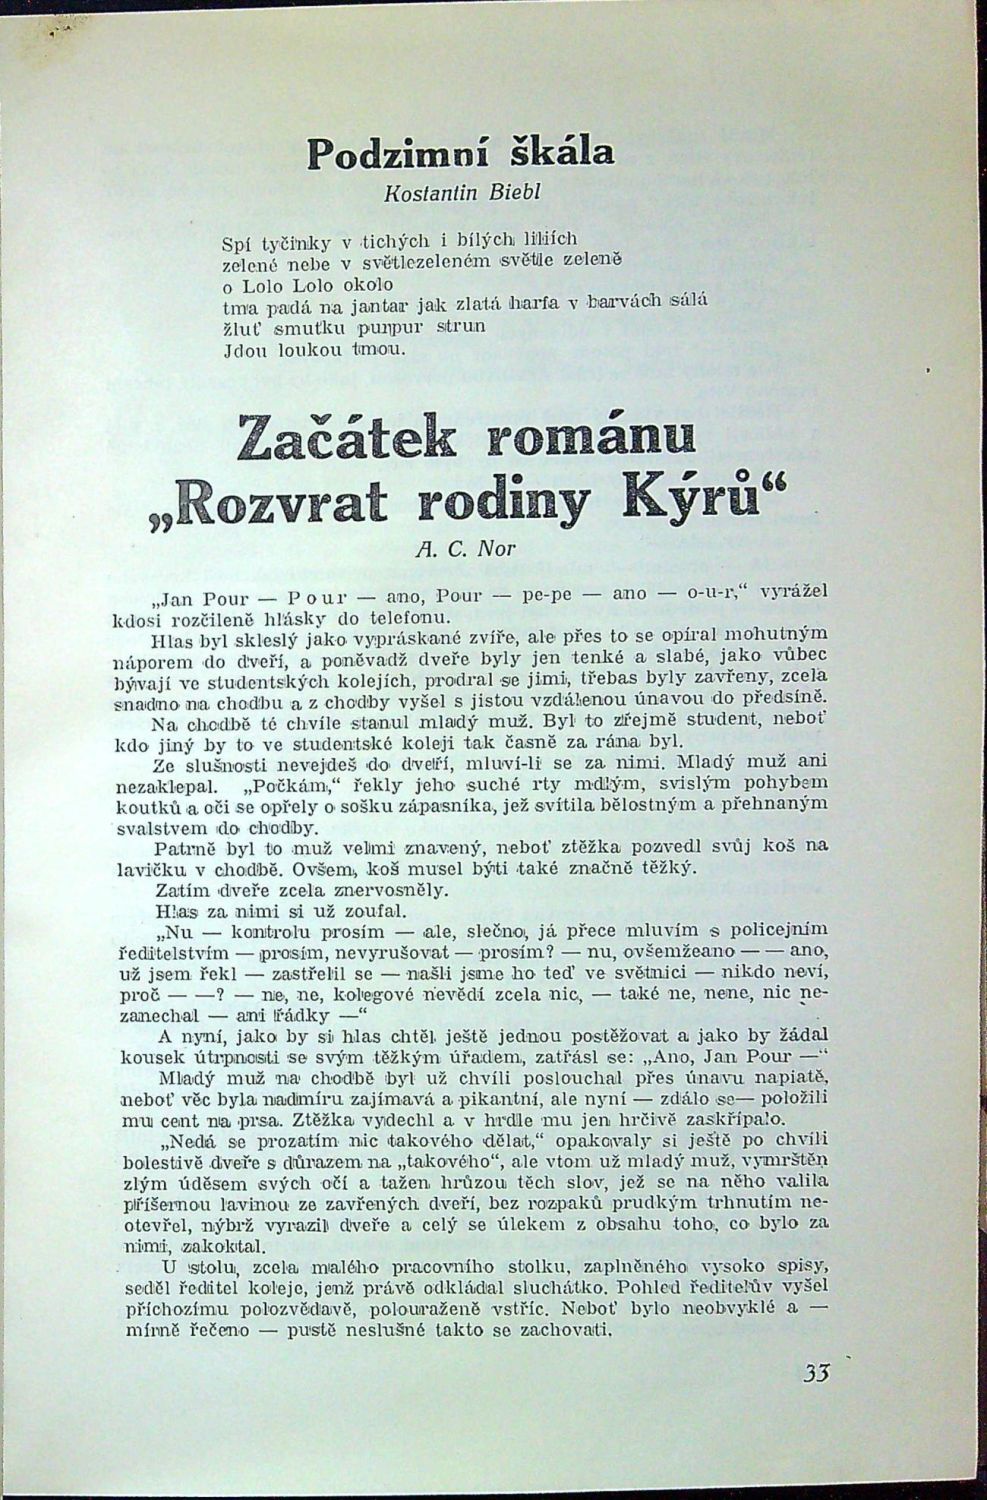 Podzimní škála
Kostantin Biebl
Spí tyčinky v tichých i bílých liliích
zelené nebe v světlezeleném světle zeleně
o Lolo Lolo okolo
tma padá na jantar jak zlatá harfa v barvách sálá
žluť smutku purpur strun
Jdou loukou tmou.
Začátek románu
„Rozvrat rodiny Kýrů“
A. C. Nor
„Jan Pour — Pour — ano, Pour — pe-pe — ano — o-u-r,“ vyrážel
kdosi rozčileně hlásky do telefonu.
Hlas byl skleslý jako vypráskané zvíře, ale přes to se opíral mohutným
náporem do dveří, a poněvadž dveře byly jen tenké a slabé, jako vůbec
bývají ve studentských kolejích, prodral se jimi, třebas byly zavřeny, zcela
snadno na chodbu a z chodby vyšel s jistou vzdálenou únavou do předsíně.
Na chodbě té chvíle stanul mladý muž. Byl to zřejmě student, neboť
kdo jiný by to ve studentské koleji tak časně za rána byl.
Ze slušnosti nevejdeš do dveří, mluví-li se za nimi. Mladý muž ani
nezaklepal. „Počkám,“ řekly jeho suché rty mdlým, svislým pohybem
koutků a oči se opřely o sošku zápasníka, jež svítila bělostným a přehnaným
svalstvem do chodby.
Patrně byl to muž velmi znavený, neboť ztěžka pozvedl svůj koš na
lavičku v chodbě. Ovšem, koš musel býti také značně těžký.
Zatím dveře zcela znervosněly.
Hlas za nimi si už zoufal.
„Nu — kontrolu prosím — ale, slečno, já přece mluvím s policejním
ředitelstvím — prosím, nevyrušovat — prosím? — nu, ovšemžeano — — ano,
už jsem řekl — zastřelil se — našli jsme ho teď ve světnici — nikdo neví,
proč — —? — ne, ne, kolegové nevědí zcela nic, — také ne, nene, nic ne-
zanechal — ani řádky —“
A nyní, jako by si hlas chtěl ještě jednou postěžovat a jako by žádal
kousek útrpnosti se svým těžkým úřadem, zatřásl se: „Ano, Jan Pour —“
Mladý muž na chodbě byl už chvíli poslouchal přes únavu napiatě,
neboť věc byla nadmíru zajímavá a pikantní, ale nyní — zdálo se— položili
mu cent na prsa. Ztěžka vydechl a v hrdle mu jen hrčivě zaskřípalo.
„Nedá se prozatím nic takového dělat,“ opakovaly si ještě po chvíli
bolestivě dveře s důrazem na „takového“, ale vtom už mladý muž, vymrštěn
zlým úděsem svých očí a tažen hrůzou těch slov, jež se na něho valila
příšernou lavinou ze zavřených dveří, bez rozpaků prudkým trhnutím ne-
otevřel, nýbrž vyrazil dveře a celý se úlekem z obsahu toho, co bylo za
nimi, zakoktal.
U stolu, zcela malého pracovního stolku, zaplněného vysoko spisy,
seděl ředitel koleje, jenž právě odkládal sluchátko. Pohled ředitelův vyšel
příchozímu polozvědavě, polouraženě vstříc. Neboť bylo neobvyklé a —
mírně řečeno — pustě neslušné takto se zachovati.
33